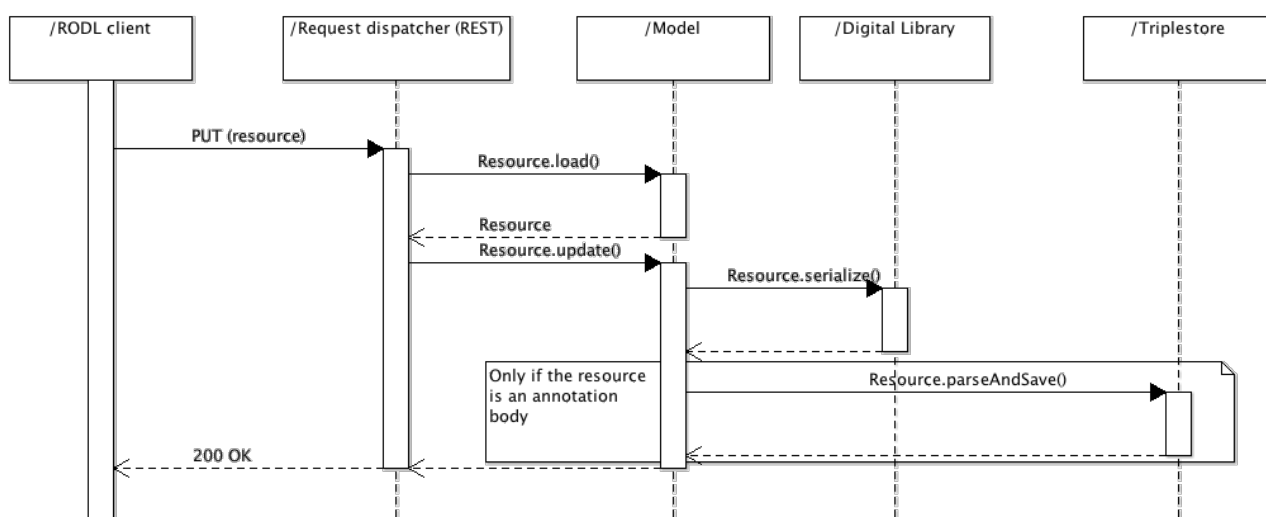 /RODL client
/Request dispatcher (REST)
/Model
/Digital Library
/Triplestore
PUT (resource)
Resource.load()
Resource
Resource.update()
Resource.serialize()
Only if the resource
is an annotation
body
Resource.parseAndSave()
200 OK